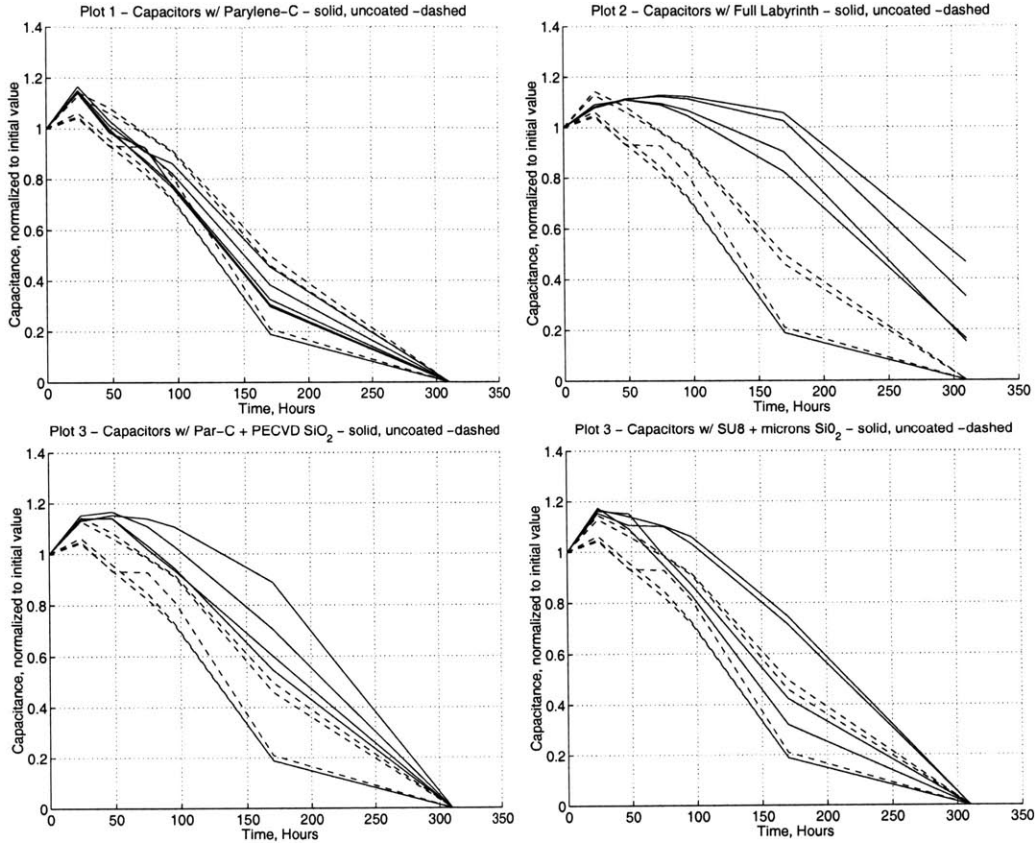 Plot 1 – Capacitors w/ Parylene-C – solid, uncoated -dashed
Capacitance, normalized to initial value
1.4
1.2
1
0.8
0.6
0.4
0.2
0
0 50 100 150 200 250 300 350
Time, Hours
Plot 2 – Capacitors w/ Full Labyrinth – solid, uncoated -dashed
Capacitance, normalized to initial value
1.4
1.2
1
0.8
0.6
0.4
0.2
0
0 50 100 150 200 250 300 350
Time, Hours
Plot 3 – Capacitors w/ Par-C + PECVD SiO2 – solid, uncoated -dashed
Capacitance, normalized to initial value
1.4
1.2
1
0.8
0.6
0.4
0.2
0
0 50 100 150 200 250 300 350
Time, Hours
Plot 3 – Capacitors w/ SU8 + microns Si02 – solid, uncoated -dashed
Capacitance, normalized to initial value
1.4
1.2
1
0.8
0.6
0.4
0.2
0
0 50 100 150 200 250 300 350
Time, Hours